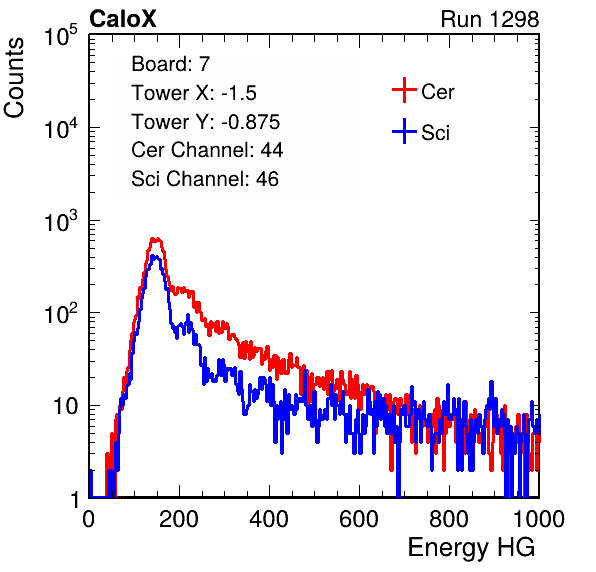 CaloX Run 1298
Counts
Board: 7
Tower X: -1.5
Tower Y: -0.875
Cer Channel: 44
Sci Channel: 46
Cer
Sci
10^5
10^4
10^3
10^2
10
1
0 200 400 600 800 1000
Energy HG